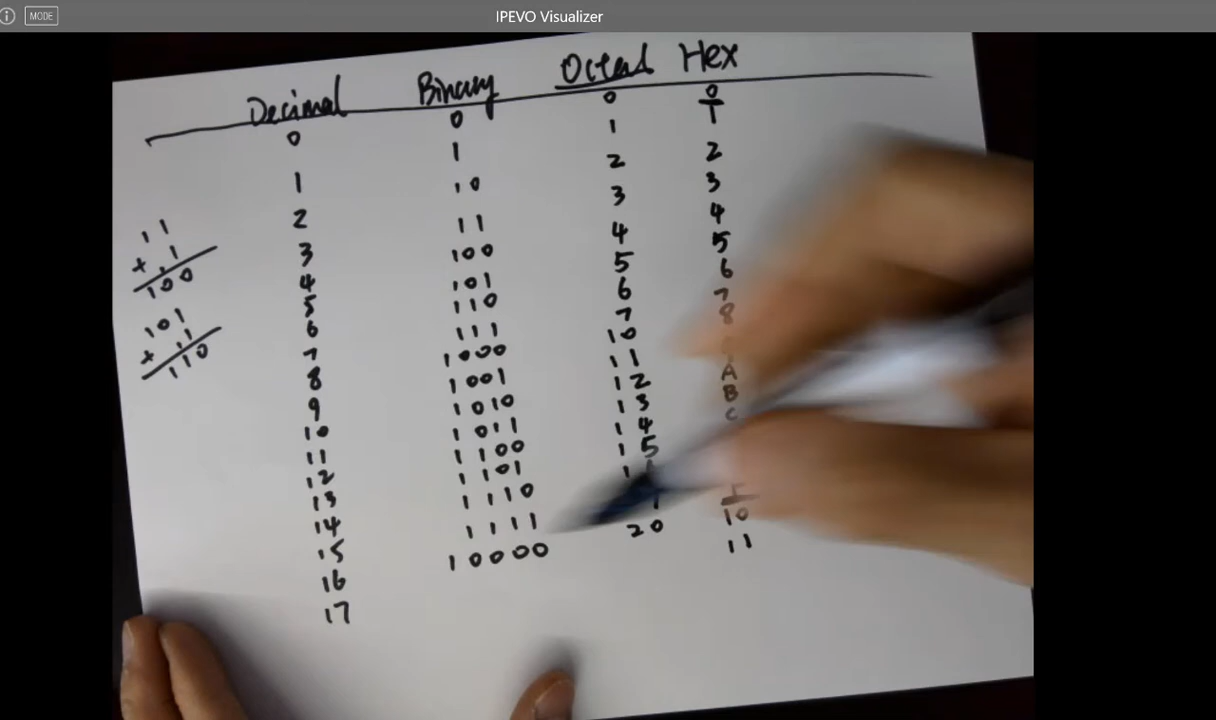 MODE
IPEVO Visualizer
Decimal Binary Octal Hex
0 0 0 0
1 1 1 1
2 10 2 2
3 11 3 3
4 100 4 4
5 101 5 5
6 110 6 6
7 111 7 7
8 1000 10 8
9 1001 11
10 1010 12 A
11 1011 13 B
12 1100 14 C
13 1101 15
14 1110
15 1111
16 10000 20 10
17 11
11
+ 1
100
101
+ 1
110